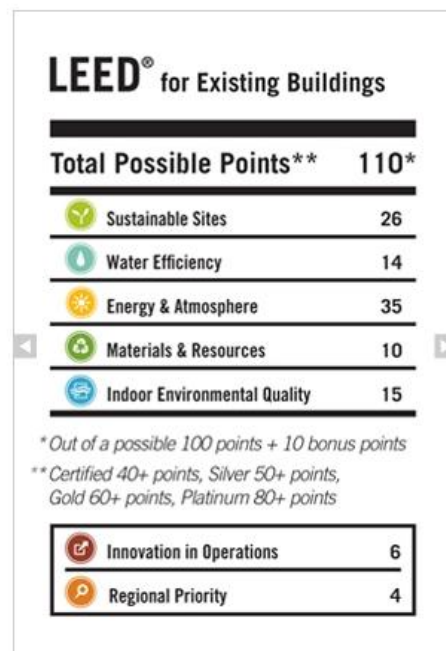 LEED® for Existing Buildings
Total Possible Points** 110*
Sustainable Sites 26
Water Efficiency 14
Energy & Atmosphere 35
Materials & Resources 10
Indoor Environmental Quality 15
*Out of a possible 100 points + 10 bonus points
**Certified 40+ points, Silver 50+ points,
Gold 60+ points, Platinum 80+ points
Innovation in Operations 6
Regional Priority 4